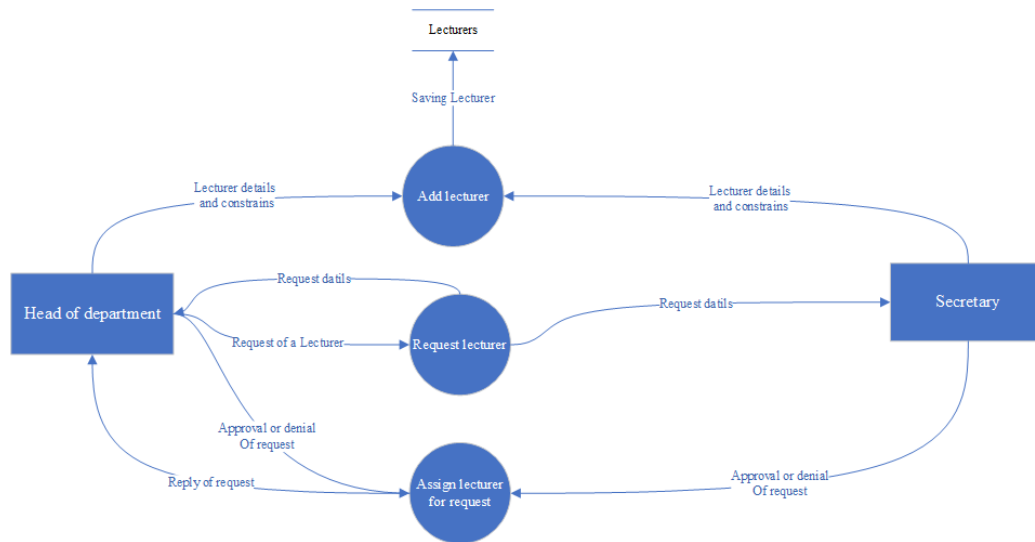 Lecturers
Saving Lecturer
Add lecturer
Lecturer details
and constrains
Lecturer details
and constrains
Request datils
Head of department
Request of a Lecturer
Request lecturer
Request datils
Secretary
Approval or denial
Of request
Reply of request
Assign lecturer
for request
Approval or denial
Of request